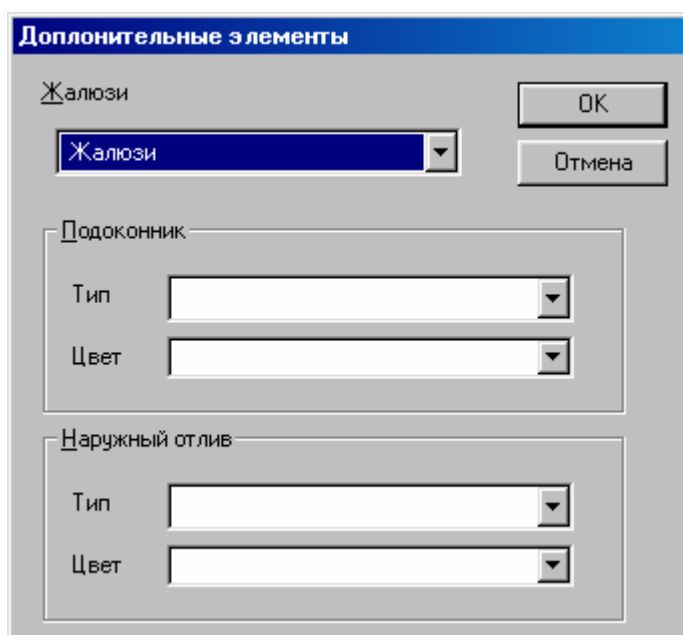 Доплонительные элементы
Жалюзи
OK
Жалюзи
Отмена
Подоконник
Тип
Цвет
Наружный отлив
Тип
Цвет